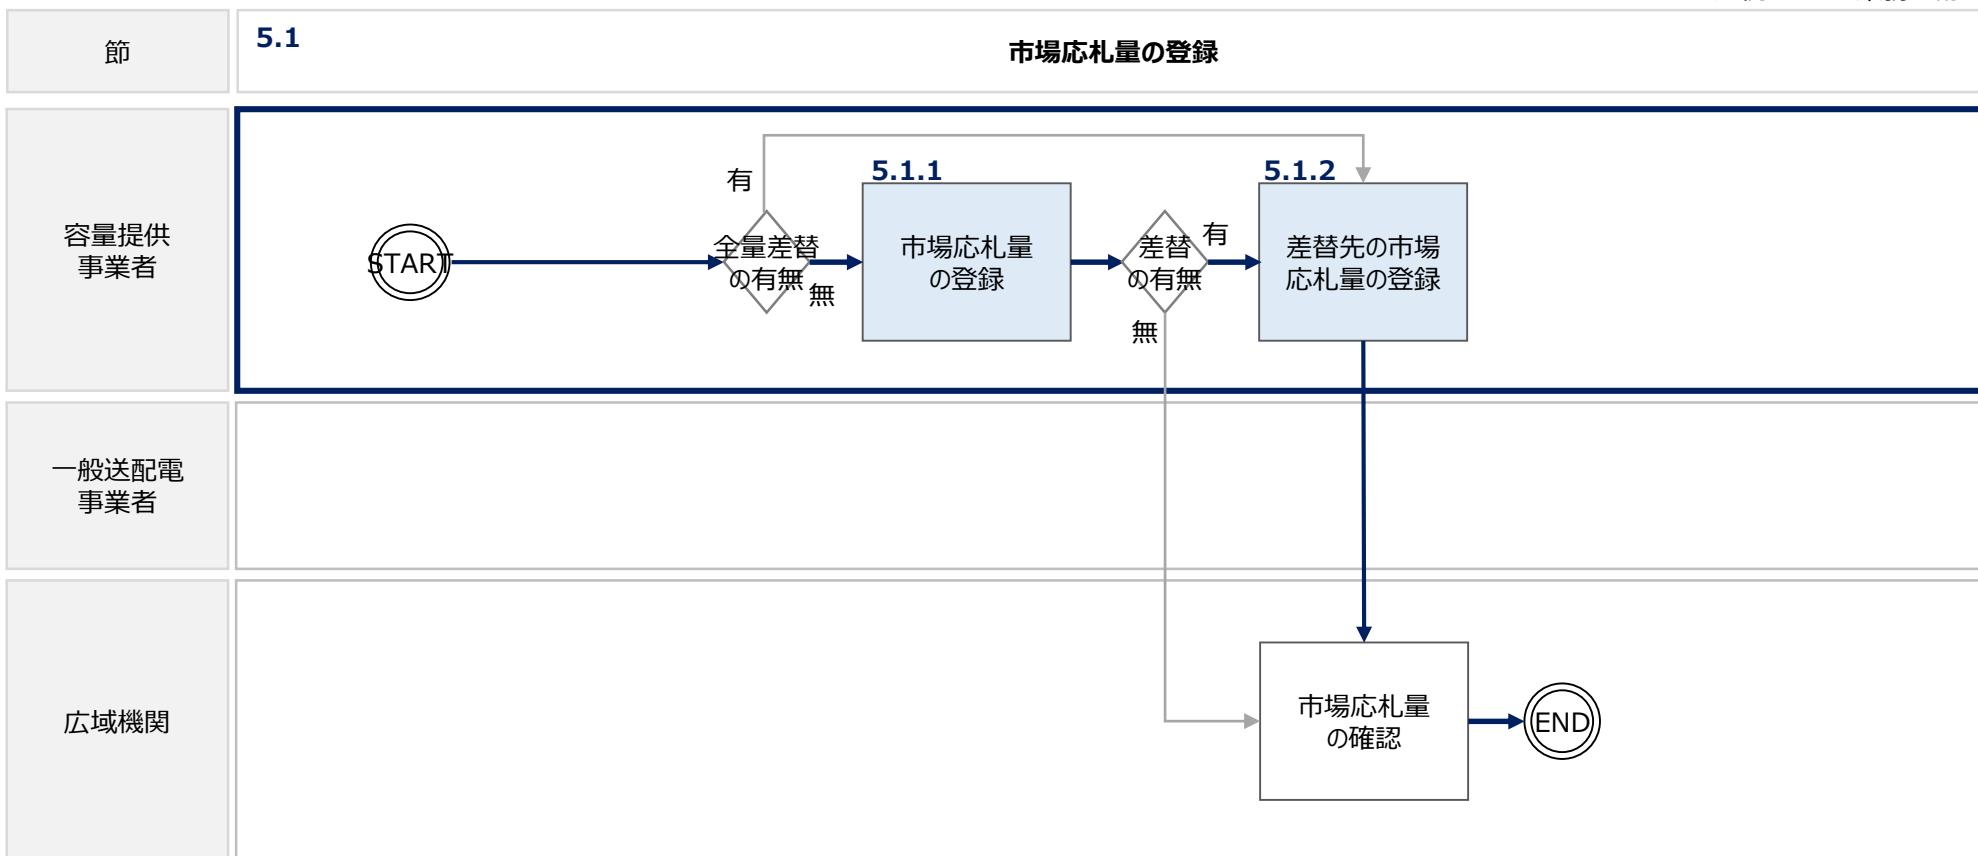 節
5.1
市場応札量の登録
容量提供
事業者
START
有
全量差替
の有無
無
5.1.1
市場応札量
の登録
差替
の有無
有
無
5.1.2
差替先の市場
応札量の登録
一般送配電
事業者
広域機関
市場応札量
の確認
END